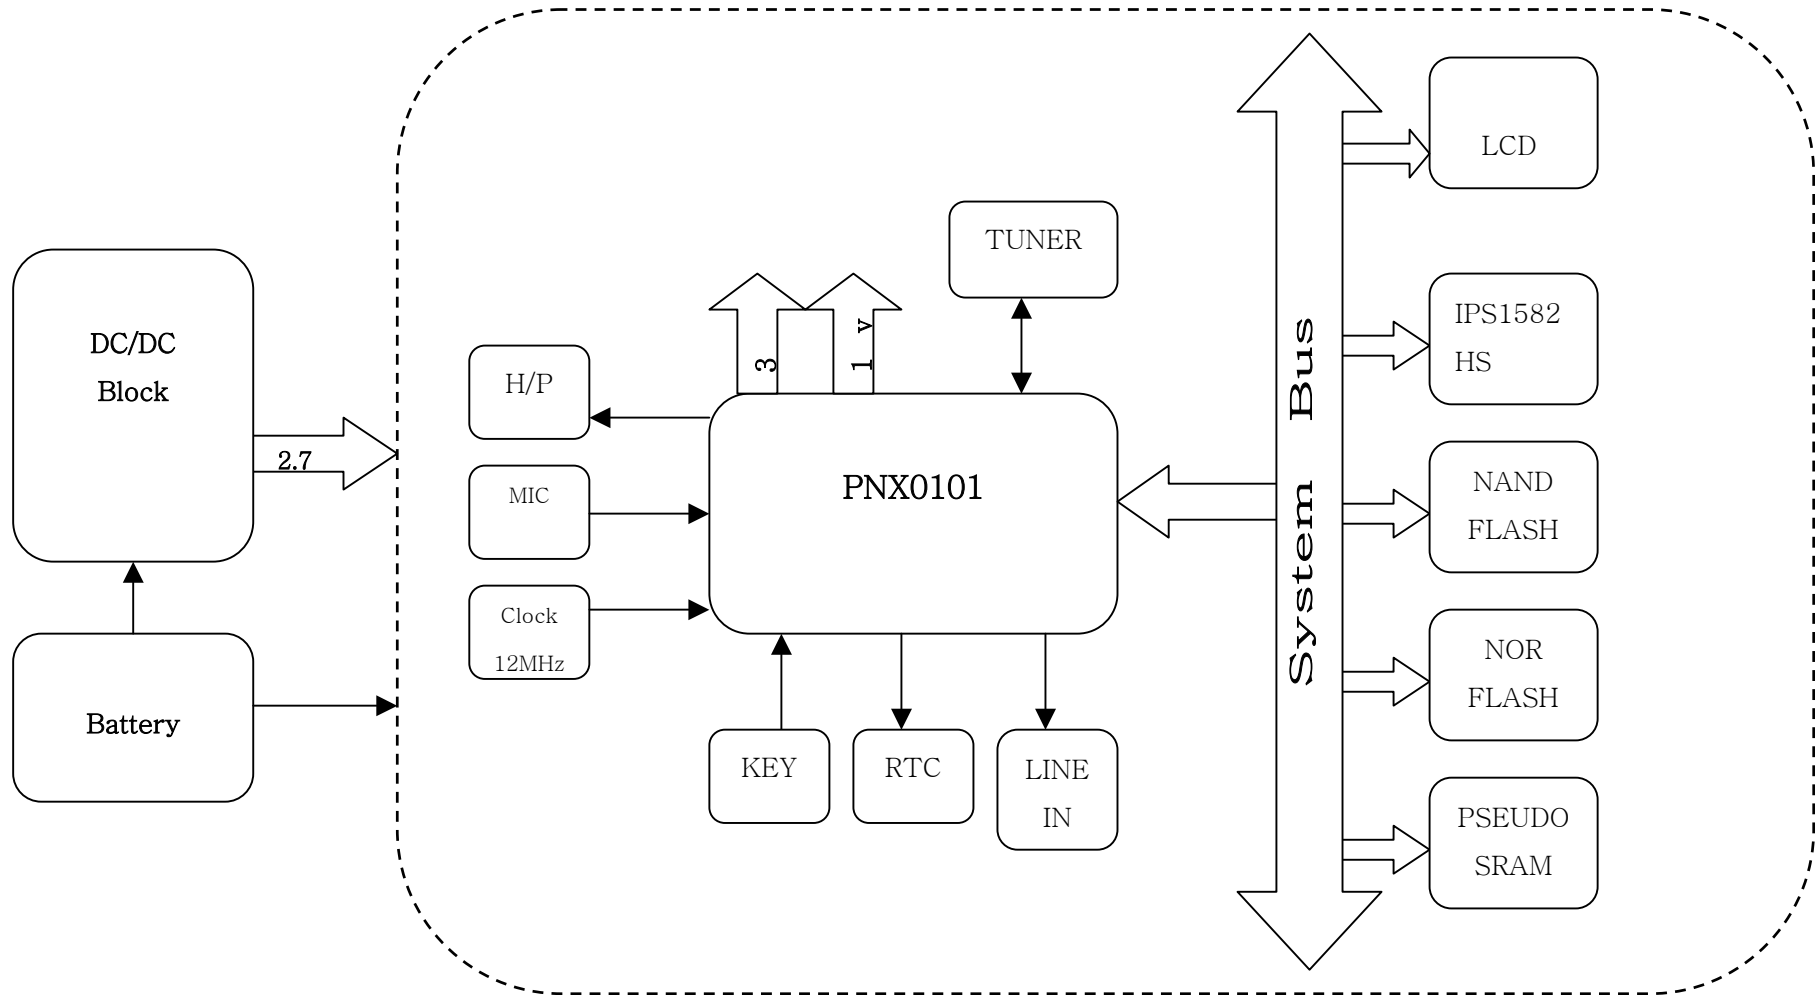 DC/DC
Block
2.7
Battery
H/P
MIC
Clock
12MHz
3
1 v
TUNER
PNX0101
KEY
RTC
LINE
IN
System Bus
LCD
IPS1582
HS
NAND
FLASH
NOR
FLASH
PSEUDO
SRAM